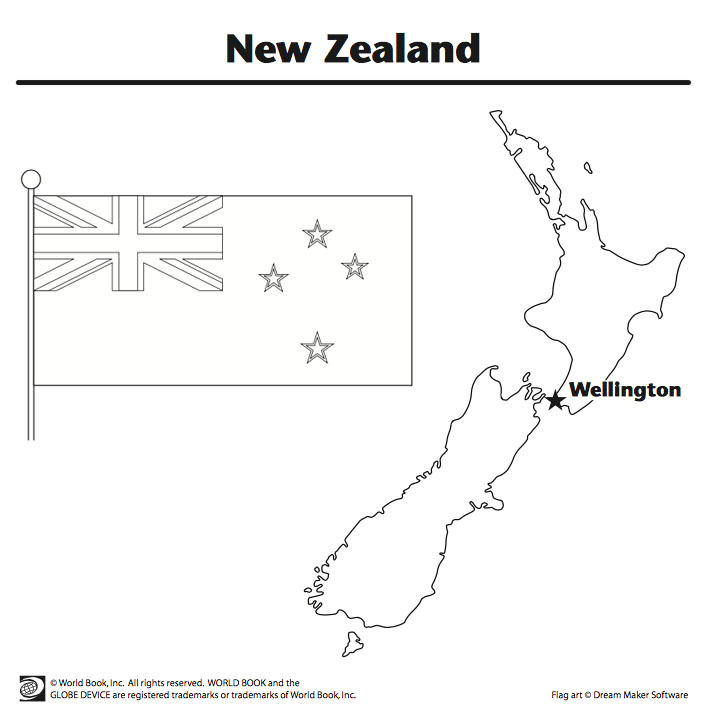 New Zealand
Wellington
© World Book, Inc. All rights reserved. WORLD BOOK and the
GLOBE DEVICE are registered trademarks or trademarks of World Book, Inc.
Flag art © Dream Maker Software